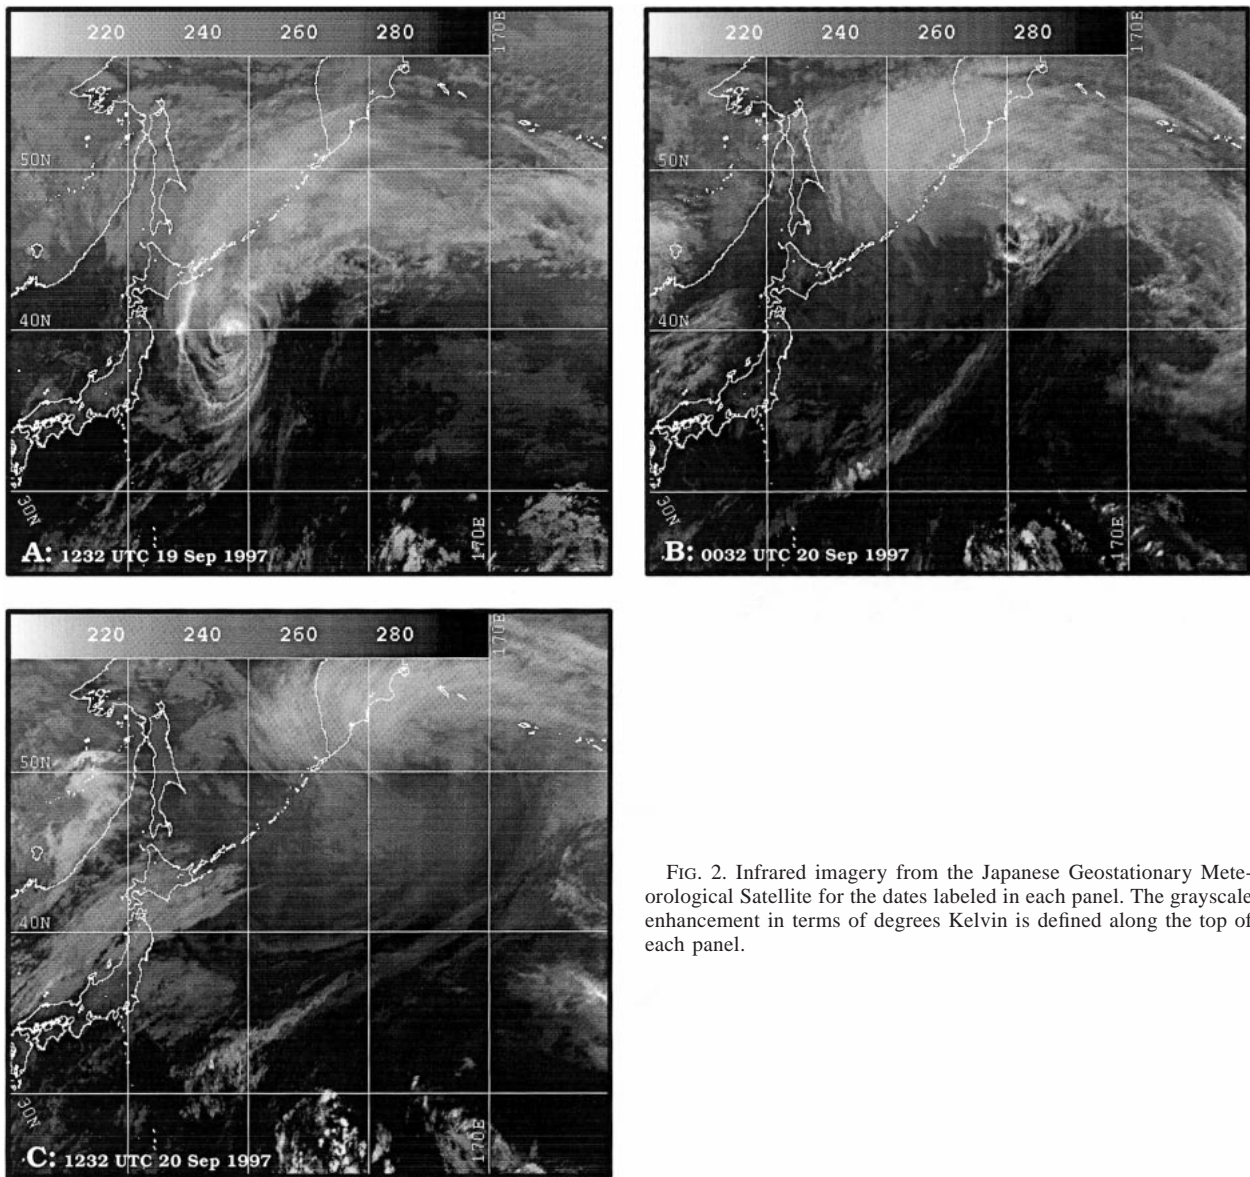 220 240 260 280
170E
50N
40N
30N
170E
A: 1232 UTC 19 Sep 1997
220 240 260 280
170E
50N
40N
30N
170E
B: 0032 UTC 20 Sep 1997
220 240 260 280
170E
50N
40N
30N
170E
C: 1232 UTC 20 Sep 1997
FIG. 2. Infrared imagery from the Japanese Geostationary Mete-
orological Satellite for the dates labeled in each panel. The grayscale
enhancement in terms of degrees Kelvin is defined along the top of
each panel.